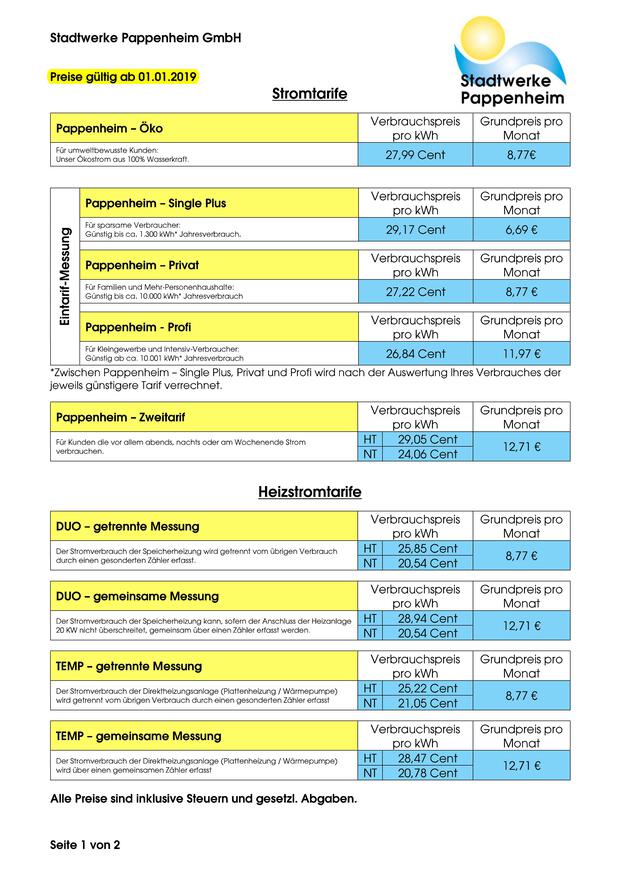 Stadtwerke Pappenheim GmbH
Stadtwerke
Pappenheim
Preise gültig ab 01.01.2019
Stromtarife
Pappenheim – Öko
Verbrauchspreis
pro kWh
Grundpreis pro
Monat
Für umweltbewusste Kunden:
Unser Ökostrom aus 100% Wasserkraft.
27,99 Cent
8,77€
Eintarif-Messung
Pappenheim – Single Plus
Verbrauchspreis
pro kWh
Grundpreis pro
Monat
Für sparsame Verbraucher:
Günstig bis ca. 1.300 kWh* Jahresverbrauch.
29,17 Cent
6,69 €
Pappenheim – Privat
Verbrauchspreis
pro kWh
Grundpreis pro
Monat
Für Familien und Mehr-Personenhaushalte:
Günstig bis ca. 10.000 kWh* Jahresverbrauch
27,22 Cent
8,77 €
Pappenheim - Profi
Verbrauchspreis
pro kWh
Grundpreis pro
Monat
Für Kleingewerbe und Intensiv-Verbraucher:
Günstig ab ca. 10.001 kWh* Jahresverbrauch
26,84 Cent
11,97 €
*Zwischen Pappenheim – Single Plus, Privat und Profi wird nach der Auswertung Ihres Verbrauches der
jeweils günstigere Tarif verrechnet.
Pappenheim – Zweitarif
Verbrauchspreis
pro kWh
Grundpreis pro
Monat
Für Kunden die vor allem abends, nachts oder am Wochenende Strom
verbrauchen.
HT 29,05 Cent
NT 24,06 Cent
12,71 €
Heizstromtarife
DUO – getrennte Messung
Verbrauchspreis
pro kWh
Grundpreis pro
Monat
Der Stromverbrauch der Speicherheizung wird getrennt vom übrigen Verbrauch
durch einen gesonderten Zähler erfasst.
HT 25,85 Cent
NT 20,54 Cent
8,77 €
DUO – gemeinsame Messung
Verbrauchspreis
pro kWh
Grundpreis pro
Monat
Der Stromverbrauch der Speicherheizung kann, sofern der Anschluss der Heizanlage
20 KW nicht überschreitet, gemeinsam über einen Zähler erfasst werden.
HT 28,94 Cent
NT 20,54 Cent
12,71 €
TEMP – getrennte Messung
Verbrauchspreis
pro kWh
Grundpreis pro
Monat
Der Stromverbrauch der Direktheizungsanlage (Plattenheizung / Wärmepumpe)
wird getrennt vom übrigen Verbrauch durch einen gesonderten Zähler erfasst
HT 25,22 Cent
NT 21,05 Cent
8,77 €
TEMP – gemeinsame Messung
Verbrauchspreis
pro kWh
Grundpreis pro
Monat
Der Stromverbrauch der Direktheizungsanlage (Plattenheizung / Wärmepumpe)
wird über einen gemeinsamen Zähler erfasst
HT 28,47 Cent
NT 20,78 Cent
12,71 €
Alle Preise sind inklusive Steuern und gesetzl. Abgaben.
Seite 1 von 2